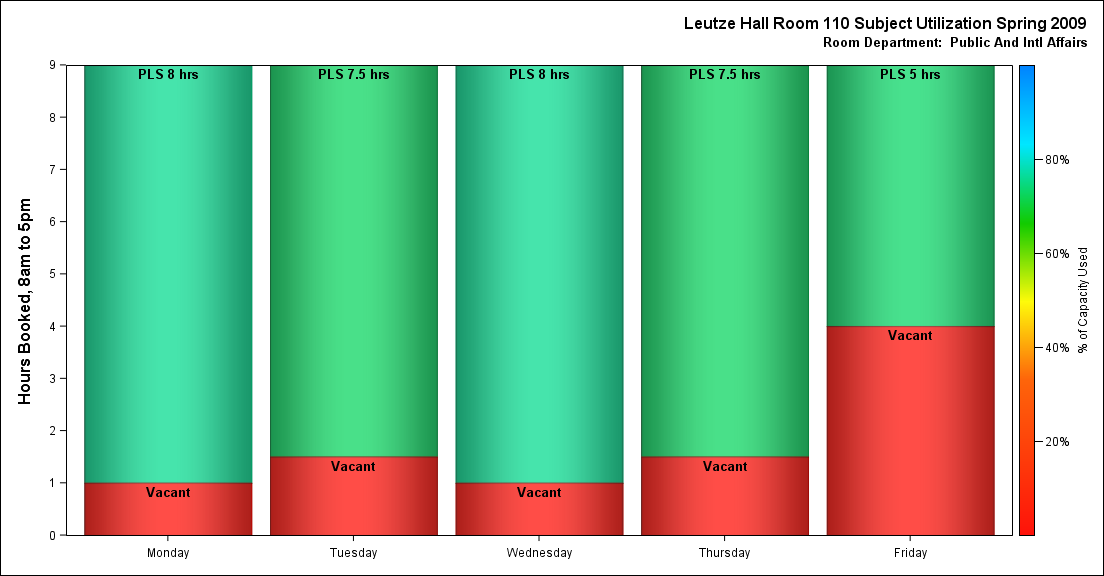 Leutze Hall Room 110 Subject Utilization Spring 2009
Room Department: Public And Intl Affairs
Hours Booked, 8am to 5pm
9
8
7
6
5
4
3
2
1
0
PLS 8 hrs
PLS 7.5 hrs
PLS 8 hrs
PLS 7.5 hrs
PLS 5 hrs
Vacant
Vacant
Vacant
Vacant
Vacant
Monday
Tuesday
Wednesday
Thursday
Friday
80%
60%
40%
20%
% of Capacity Used